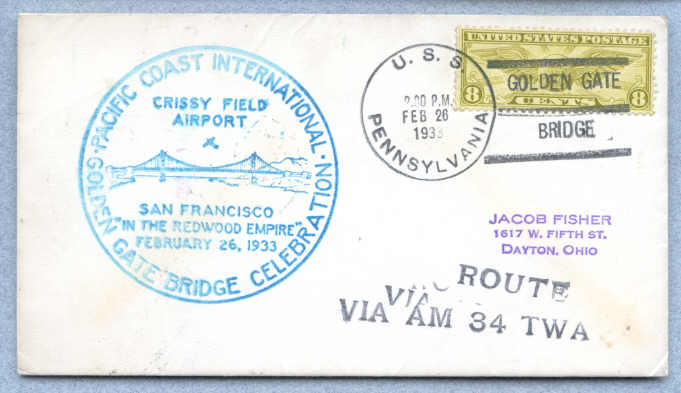 PACIFIC COAST INTERNATIONAL
GOLDEN GATE BRIDGE CELEBRATION
CRISSY FIELD
AIRPORT
SAN FRANCISCO
"IN THE REDWOOD EMPIRE"
FEBRUARY 26, 1933
U.S.S.
PENNSYLVANIA
P.M.
FEB 26
1933
UNITED STATES POSTAGE
8 CENTS 8
GOLDEN GATE
BRIDGE
JACOB FISHER
1617 W. FIFTH ST.
DAYTON, OHIO
ROUTE
VIA
VIA AM 34 TWA